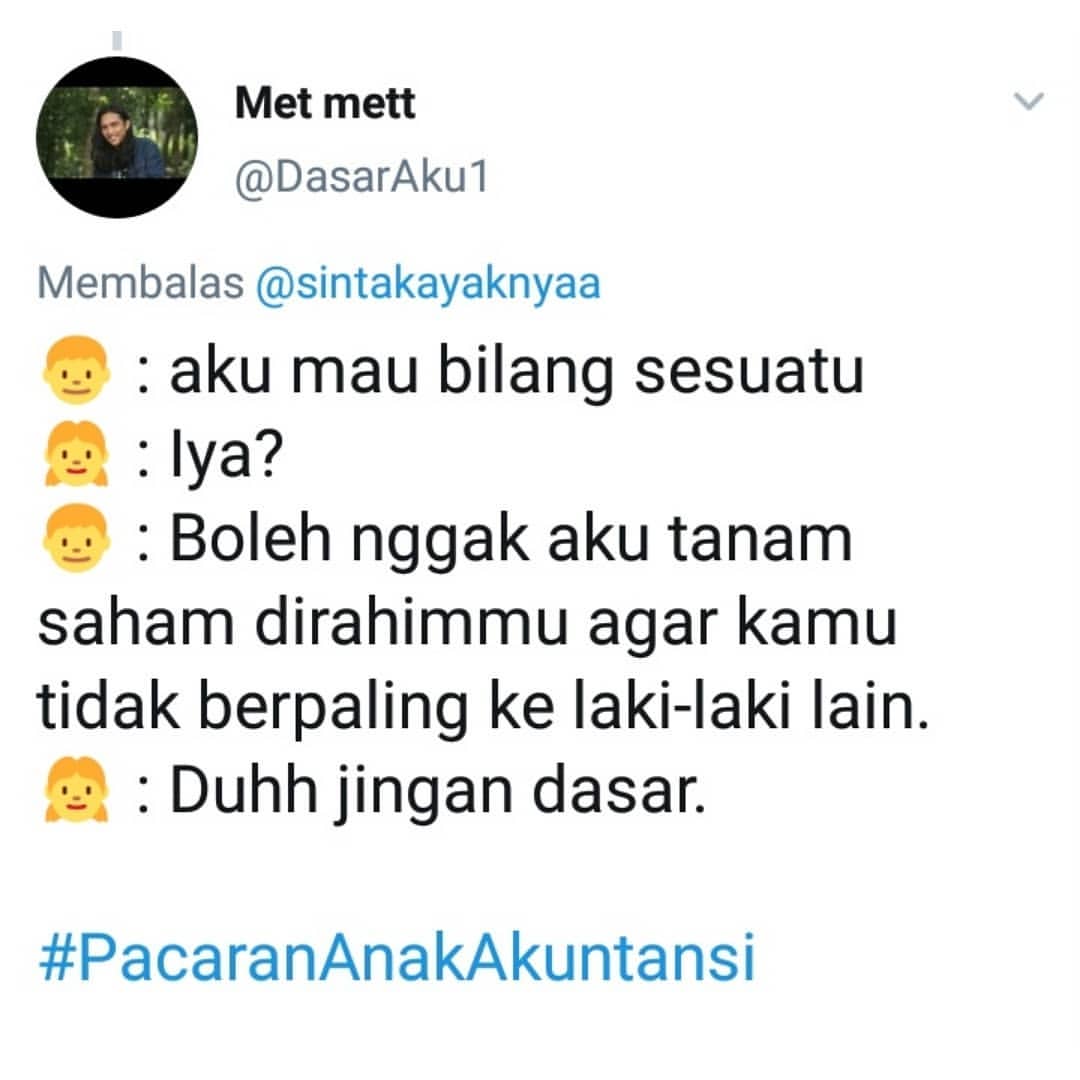 Met mett
@DasarAku1
Membalas @sintakayaknyaa
👦 : aku mau bilang sesuatu
👧 : Iya?
👦 : Boleh nggak aku tanam
saham dirahimmu agar kamu
tidak berpaling ke laki-laki lain.
👧 : Duhh jingan dasar.
#PacaranAnakAkuntansi